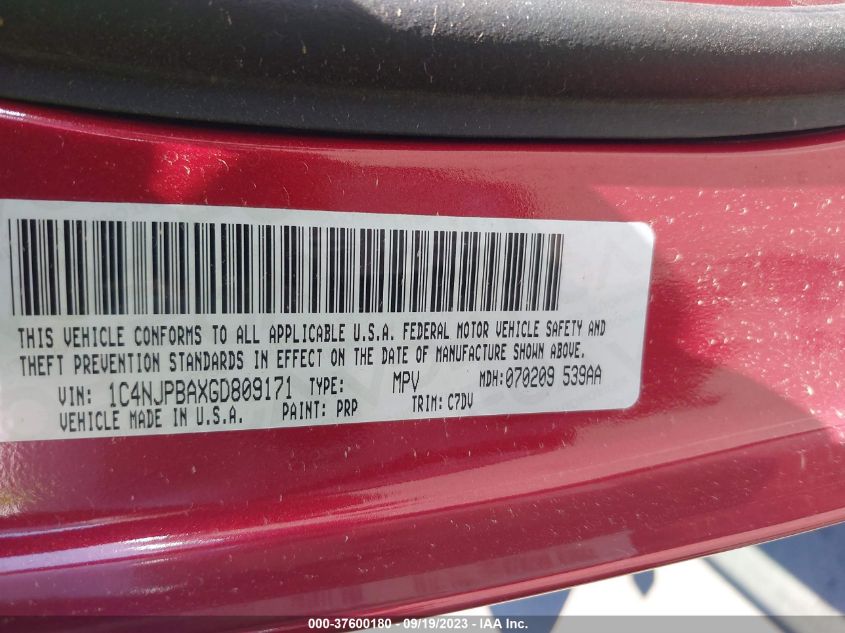 THIS VEHICLE CONFORMS TO ALL APPLICABLE U.S.A. FEDERAL MOTOR VEHICLE SAFETY AND
THEFT PREVENTION STANDARDS IN EFFECT ON THE DATE OF MANUFACTURE SHOWN ABOVE.
VIN: 1C4NJPBAXGD809171 TYPE: MPV MDH:070209 539AA
VEHICLE MADE IN U.S.A. PAINT: PRP TRIM: C7DV
000-37600180 - 09/19/2023 - IAA Inc.